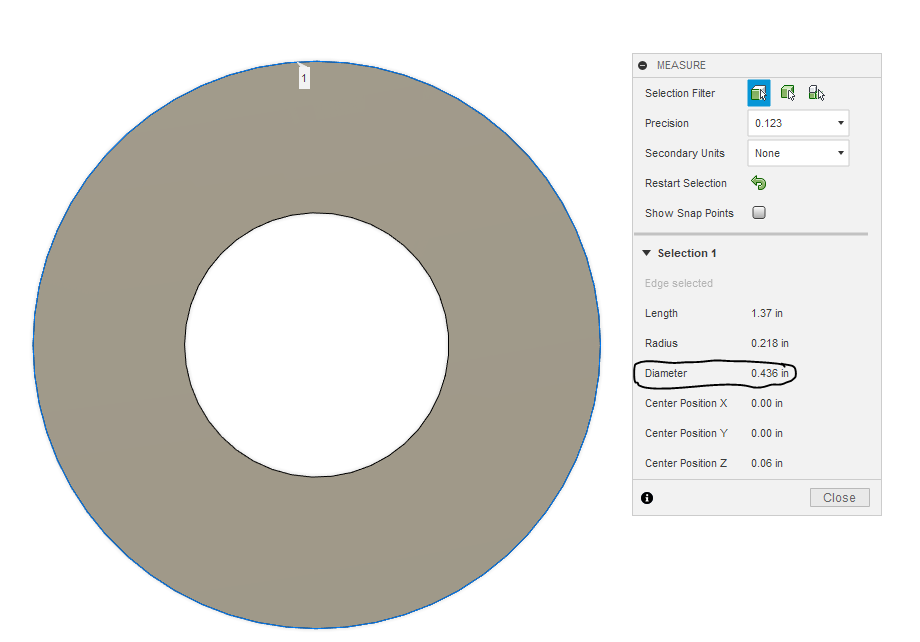 1
MEASURE
Selection Filter
Precision 0.123
Secondary Units None
Restart Selection
Show Snap Points
Selection 1
Edge selected
Length 1.37 in
Radius 0.218 in
Diameter 0.436 in
Center Position X 0.00 in
Center Position Y 0.00 in
Center Position Z 0.06 in
Close